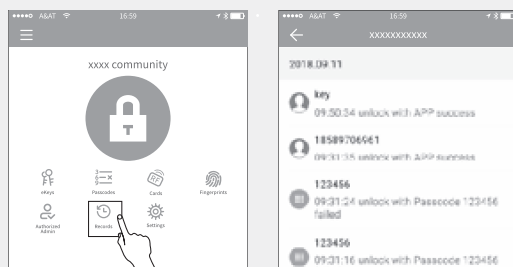 A&AT 16:59
xxxx community
T
eKeys Passcodes Cards Fingerprints
RF
Authorized Admin Records Settings
A&AT 16:59
xxxxxxxxxxx
2018.09.11
key
09:50:34 unlock with APP success
18589706961
09:31:35 unlock with APP success
123456
09:31:24 unlock with Passcode 123456
failed
123456
09:31:16 unlock with Passcode 123456